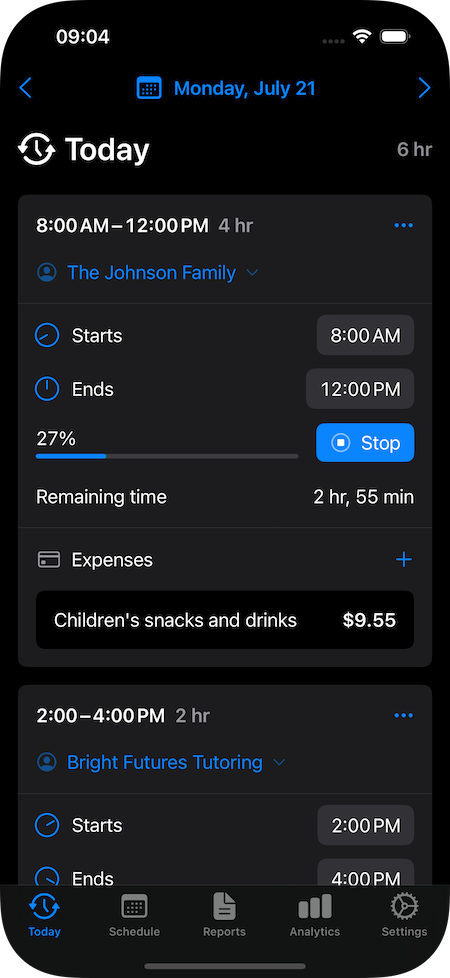 09:04
Monday, July 21
Today 6 hr
8:00 AM – 12:00 PM 4 hr
The Johnson Family
Starts 8:00 AM
Ends 12:00 PM
27%
Stop
Remaining time 2 hr, 55 min
Expenses
Children's snacks and drinks $9.55
2:00 – 4:00 PM 2 hr
Bright Futures Tutoring
Starts 2:00 PM
Ends 4:00 PM
Today Schedule Reports Analytics Settings